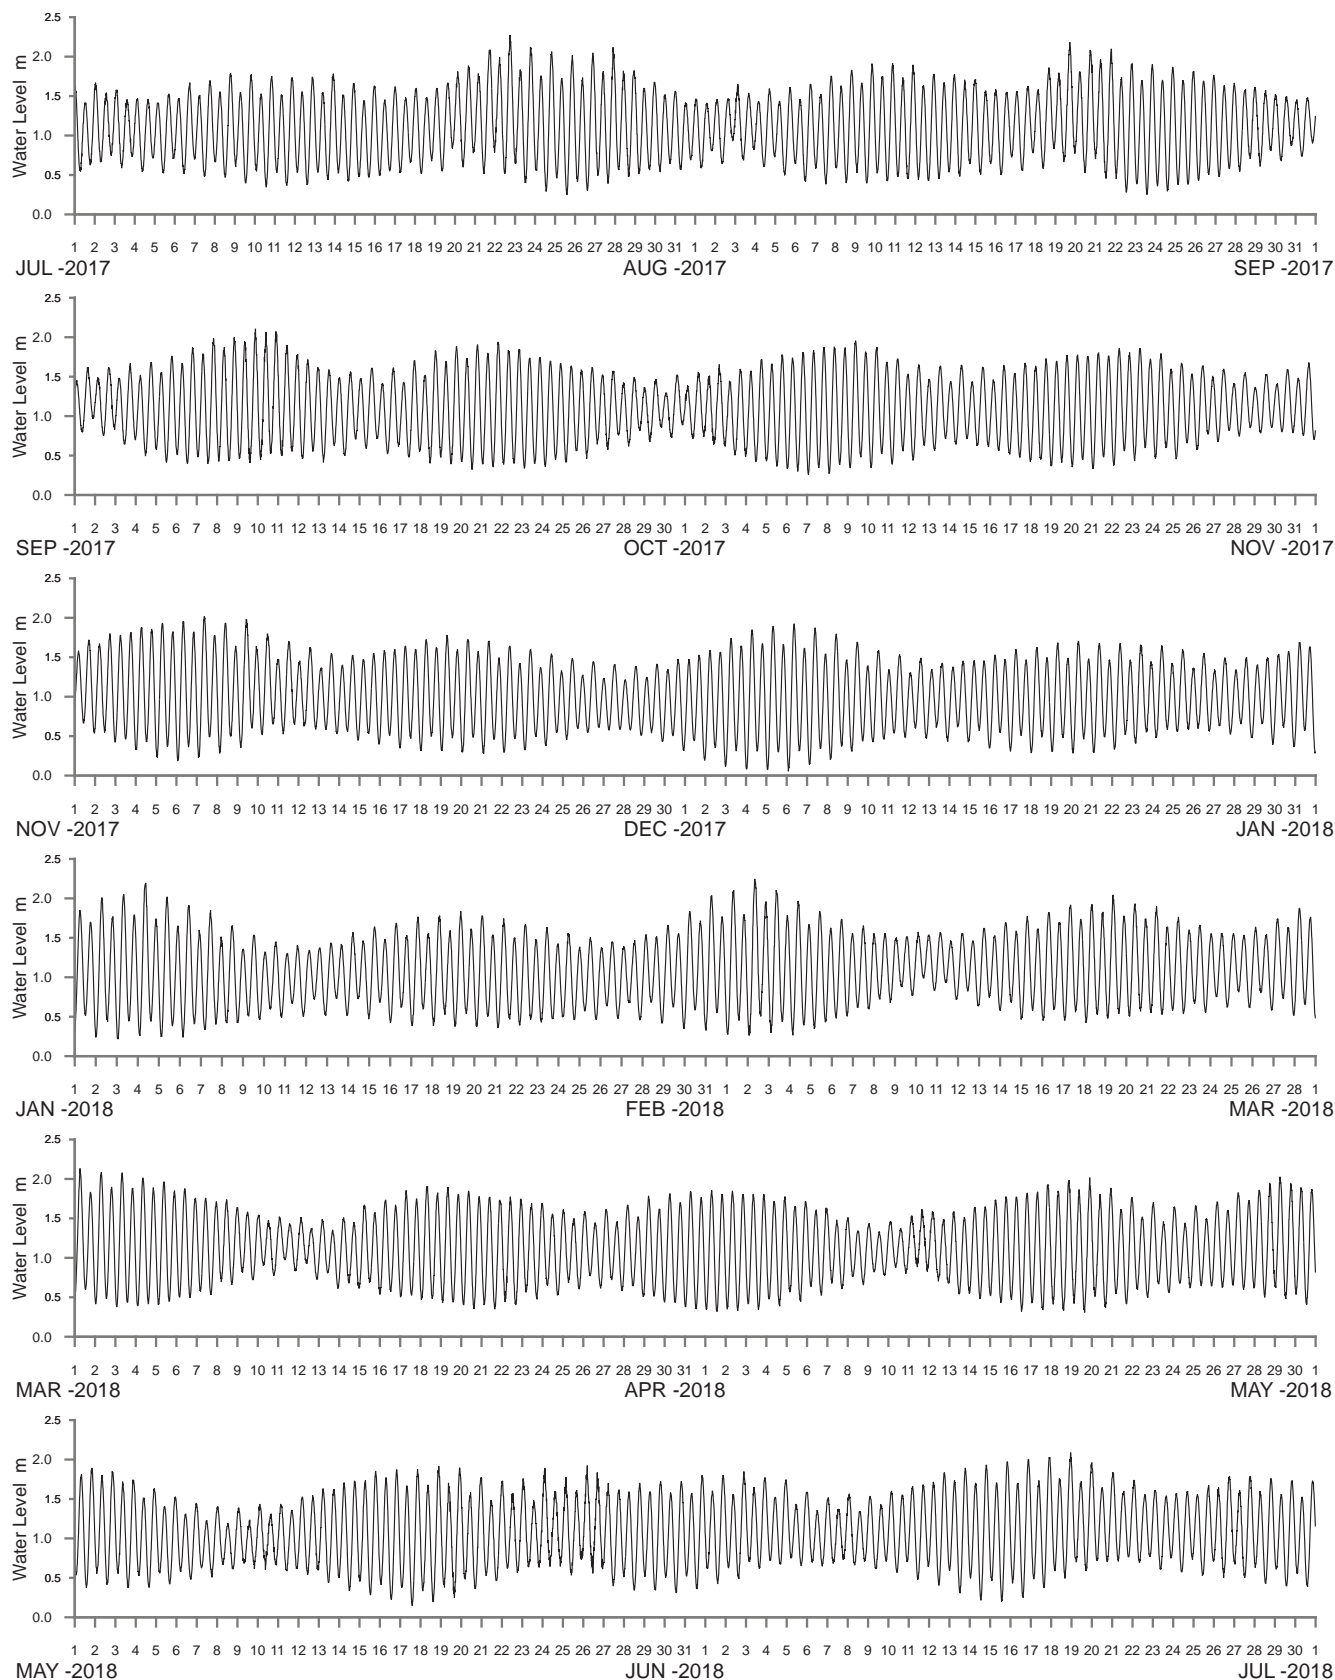 2.5
2.0
1.5
1.0
0.5
0.0
Water Level m
1 2 3 4 5 6 7 8 9 10 11 12 13 14 15 16 17 18 19 20 21 22 23 24 25 26 27 28 29 30 31 1 2 3 4 5 6 7 8 9 10 11 12 13 14 15 16 17 18 19 20 21 22 23 24 25 26 27 28 29 30 31 1
JUL -2017 AUG -2017 SEP -2017
2.5
2.0
1.5
1.0
0.5
0.0
Water Level m
1 2 3 4 5 6 7 8 9 10 11 12 13 14 15 16 17 18 19 20 21 22 23 24 25 26 27 28 29 30 1 2 3 4 5 6 7 8 9 10 11 12 13 14 15 16 17 18 19 20 21 22 23 24 25 26 27 28 29 30 31 1
SEP -2017 OCT -2017 NOV -2017
2.5
2.0
1.5
1.0
0.5
0.0
Water Level m
1 2 3 4 5 6 7 8 9 10 11 12 13 14 15 16 17 18 19 20 21 22 23 24 25 26 27 28 29 30 1 2 3 4 5 6 7 8 9 10 11 12 13 14 15 16 17 18 19 20 21 22 23 24 25 26 27 28 29 30 31 1
NOV -2017 DEC -2017 JAN -2018
2.5
2.0
1.5
1.0
0.5
0.0
Water Level m
1 2 3 4 5 6 7 8 9 10 11 12 13 14 15 16 17 18 19 20 21 22 23 24 25 26 27 28 29 30 31 1 2 3 4 5 6 7 8 9 10 11 12 13 14 15 16 17 18 19 20 21 22 23 24 25 26 27 28 1
JAN -2018 FEB -2018 MAR -2018
2.5
2.0
1.5
1.0
0.5
0.0
Water Level m
1 2 3 4 5 6 7 8 9 10 11 12 13 14 15 16 17 18 19 20 21 22 23 24 25 26 27 28 29 30 31 1 2 3 4 5 6 7 8 9 10 11 12 13 14 15 16 17 18 19 20 21 22 23 24 25 26 27 28 29 30 1
MAR -2018 APR -2018 MAY -2018
2.5
2.0
1.5
1.0
0.5
0.0
Water Level m
1 2 3 4 5 6 7 8 9 10 11 12 13 14 15 16 17 18 19 20 21 22 23 24 25 26 27 28 29 30 31 1 2 3 4 5 6 7 8 9 10 11 12 13 14 15 16 17 18 19 20 21 22 23 24 25 26 27 28 29 30 1
MAY -2018 JUN -2018 JUL -2018